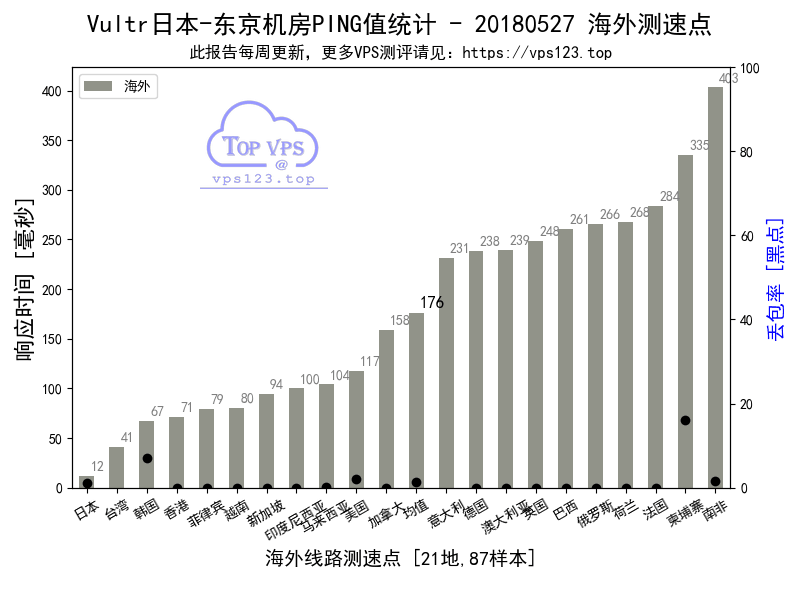 Vultr日本-东京机房PING值统计 - 20180527 海外测速点
此报告每周更新，更多VPS测评请见：https://vps123.top
海外
TOP VPS
@
vps123.top
响应时间 [毫秒]
400
350
300
250
200
150
100
50
0
100
80
60
40
20
0
丢包率 [黑点]
12
41
67
71
79
80
94
100
104
117
158
176
231
238
239
248
261
266
268
284
335
403
日本
台湾
韩国
香港
菲律宾
越南
新加坡
印度尼西亚
马来西亚
美国
加拿大
均值
意大利
德国
澳大利亚
英国
巴西
俄罗斯
荷兰
法国
柬埔寨
南非
海外线路测速点 [21地,87样本]